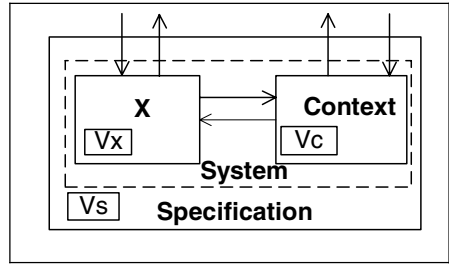 X
Context
Vx
Vc
System
Vs
Specification